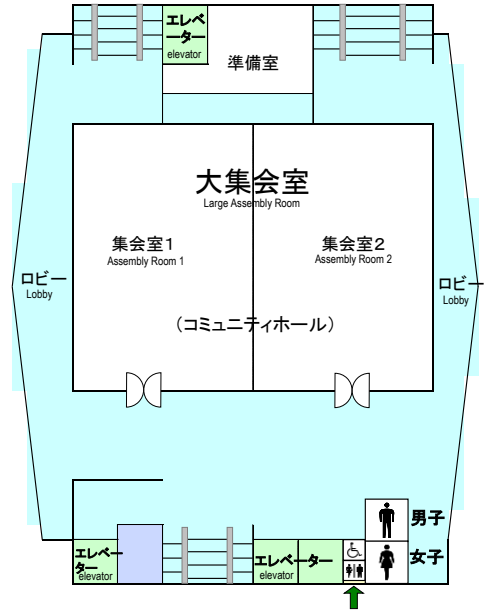 エレベ
ーター
elevator
準備室
大集会室
Large Assembly Room
集会室1
Assembly Room 1
集会室2
Assembly Room 2
ロビー
Lobby
ロビー
Lobby
（コミュニティホール）
男子
女子
エレベー
ター
elevator
エレベーター
elevator